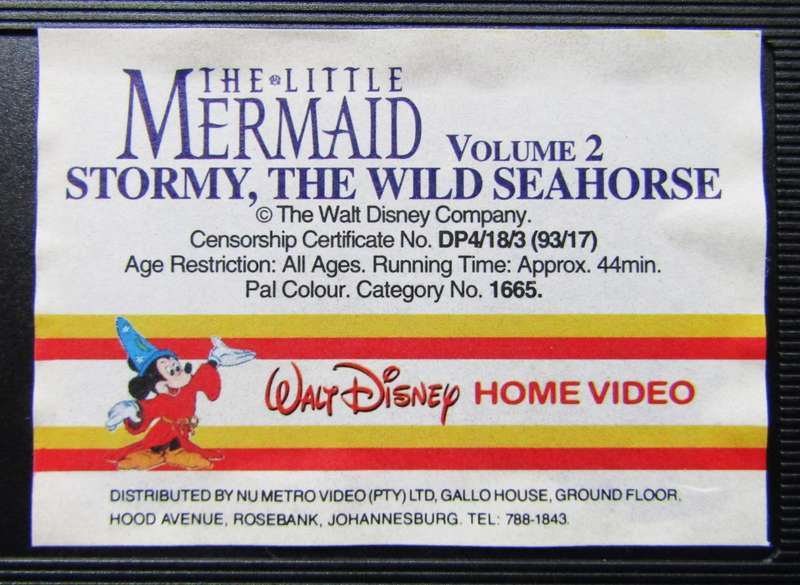 THE LITTLE
MERMAID VOLUME 2
STORMY, THE WILD SEAHORSE
© The Walt Disney Company.
Censorship Certificate No. DP4/18/3 (93/17)
Age Restriction: All Ages. Running Time: Approx. 44min.
Pal Colour. Category No. 1665.
WALT DISNEY HOME VIDEO
DISTRIBUTED BY NU METRO VIDEO (PTY) LTD, GALLO HOUSE, GROUND FLOOR.
HOOD AVENUE, ROSEBANK, JOHANNESBURG. TEL: 788-1843.